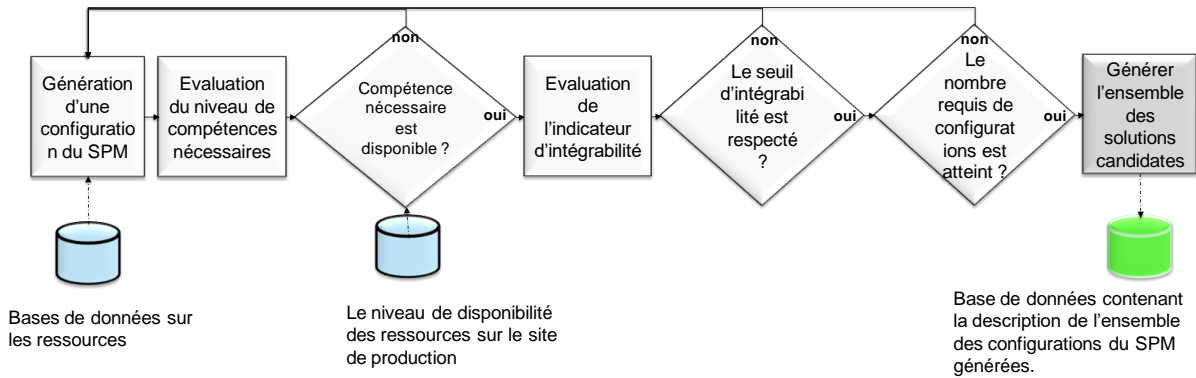 Génération
d'une
configuratio
n du SPM
Evaluation
du niveau de
compétences
nécessaires
non
Compétence
nécessaire
est
disponible ?
oui
Evaluation
de
l'indicateur
d'intégrabilité
non
Le seuil
d'intégrabi
lité est
respecté
?
oui
non
Le
nombre
requis de
configurat
ions est
atteint ?
oui
Générer
l'ensemble
des
solutions
candidates
Bases de données sur
les ressources
Le niveau de disponibilité
des ressources sur le site
de production
Base de données contenant
la description de l'ensemble
des configurations du SPM
générées.